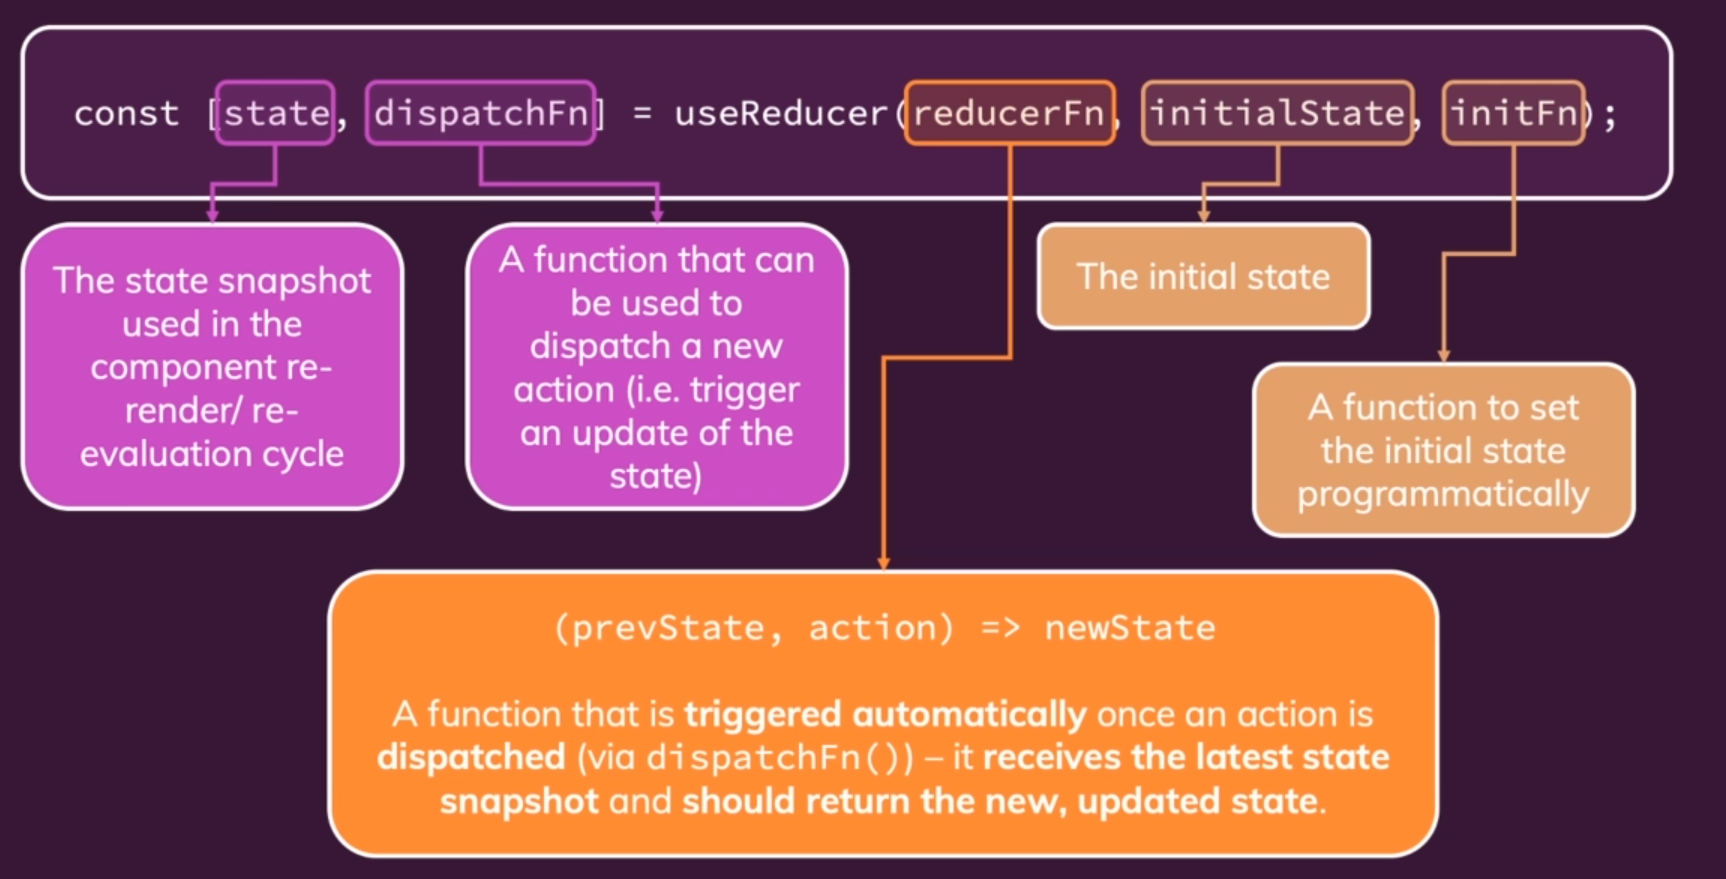 const [state, dispatchFn] = useReducer(reducerFn, initialState, initFn);
The state snapshot
used in the
component re-
render/ re-
evaluation cycle
A function that can
be used to
dispatch a new
action (i.e. trigger
an update of the
state)
The initial state
A function to set
the initial state
programmatically
(prevState, action) => newState
A function that is triggered automatically once an action is
dispatched (via dispatchFn()) – it receives the latest state
snapshot and should return the new, updated state.